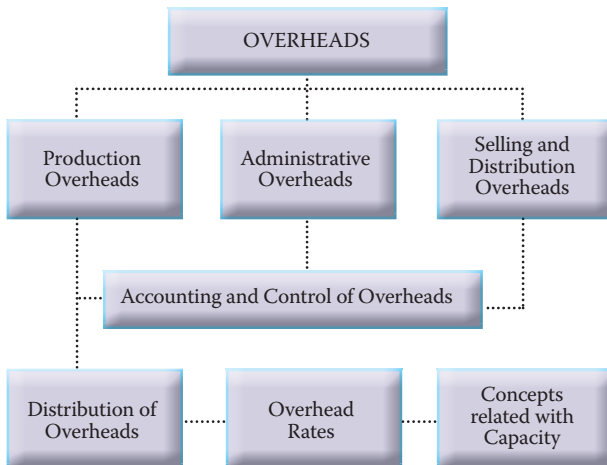 OVERHEADS
Production
Overheads
Administrative
Overheads
Selling and
Distribution
Overheads
Accounting and Control of Overheads
Distribution of
Overheads
Overhead
Rates
Concepts
related with
Capacity